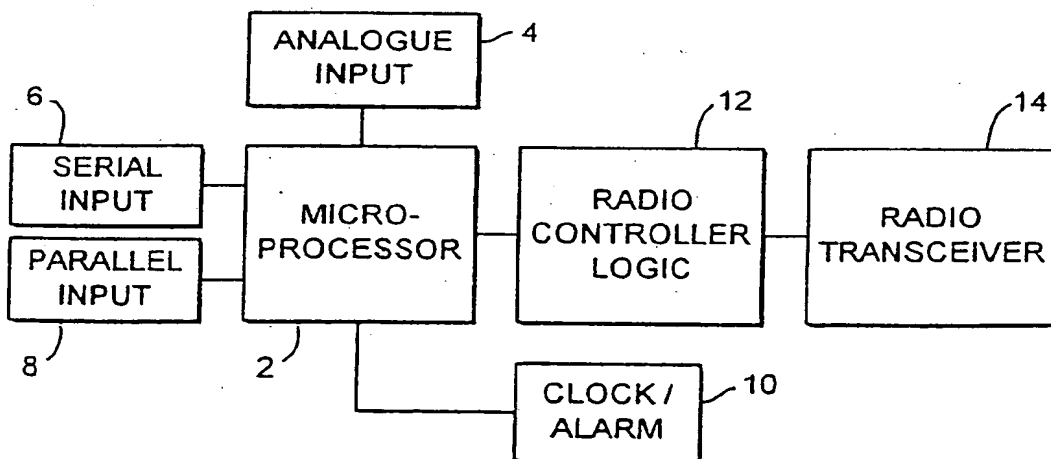 ANALOGUE
INPUT
4
6
SERIAL
INPUT
PARALLEL
INPUT
8
MICRO-
PROCESSOR
2
12
RADIO
CONTROLLER
LOGIC
14
RADIO
TRANSCEIVER
CLOCK /
ALARM
10